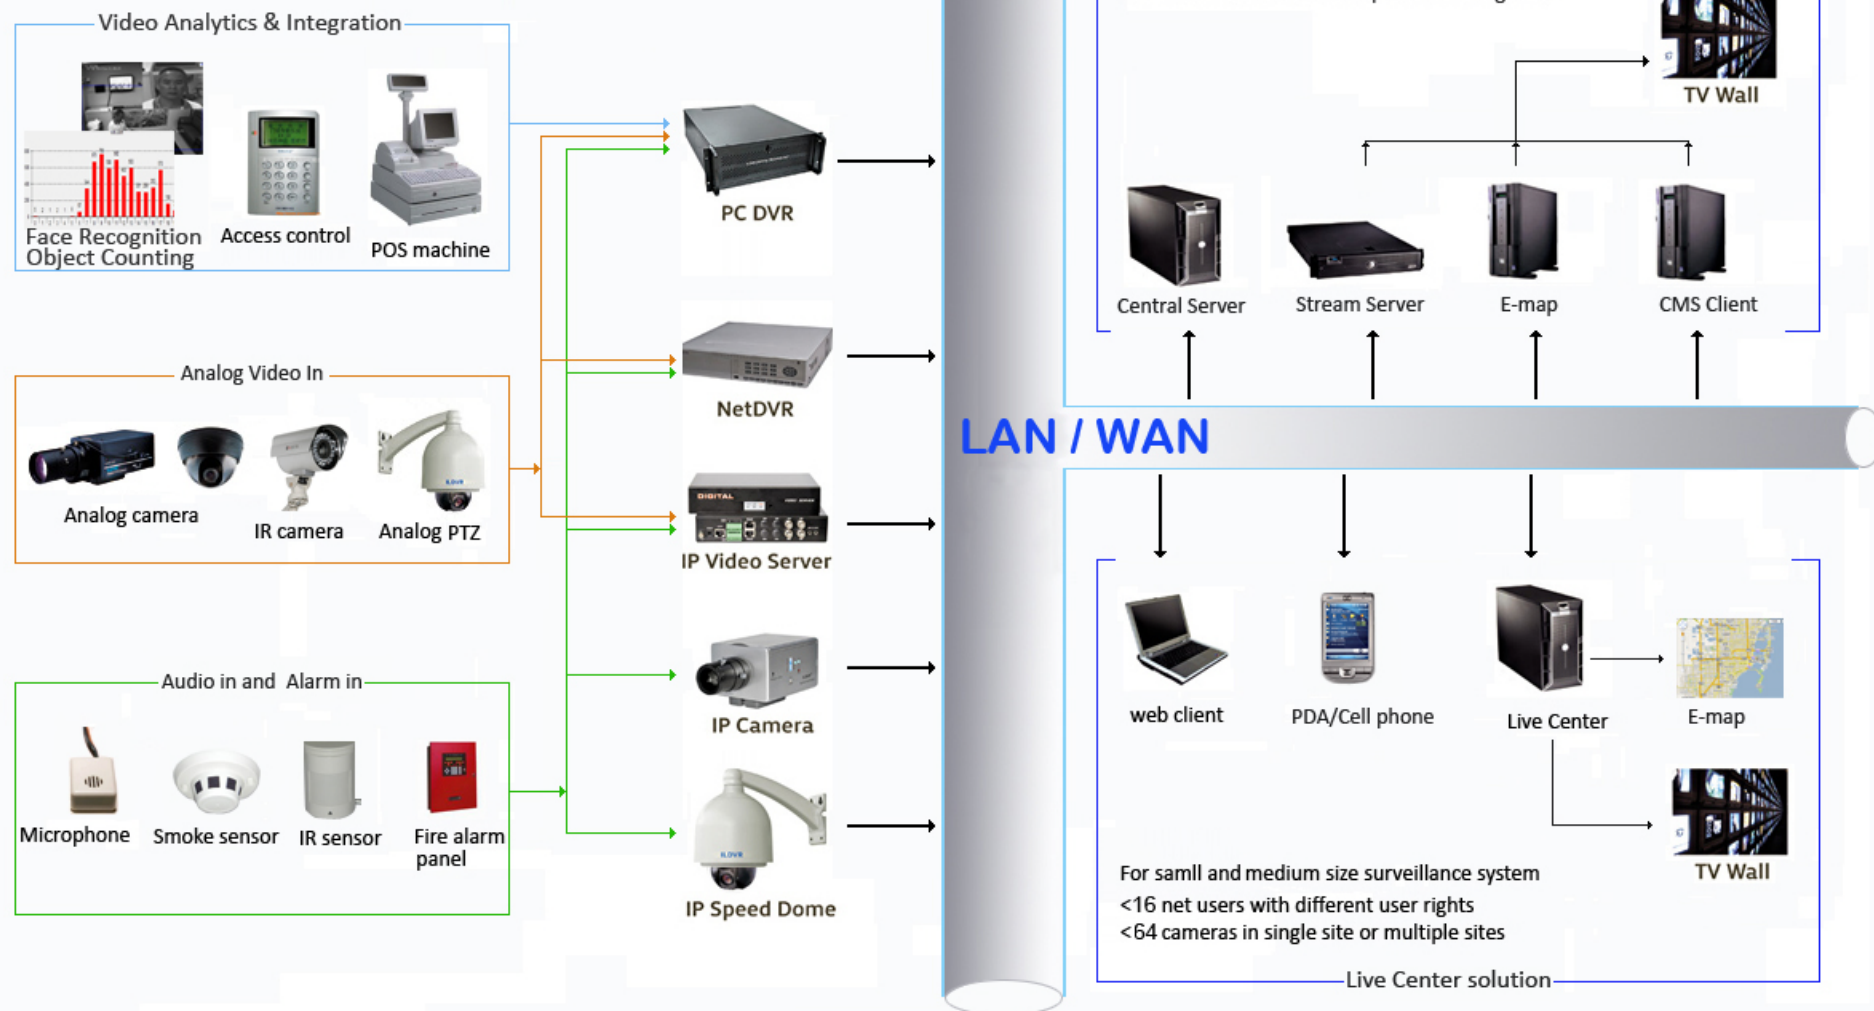 Video Analytics & Integration
Face Recognition
Object Counting
Access control
POS machine
Analog Video In
Analog camera
IR camera
Analog PTZ
Audio in and Alarm in
Microphone
Smoke sensor
IR sensor
Fire alarm
panel
PC DVR
NetDVR
DIGITAL
IP Video Server
IP Camera
ILDVR
IP Speed Dome
LAN / WAN
TV Wall
Central Server
Stream Server
E-map
CMS Client
web client
PDA/Cell phone
Live Center
E-map
TV Wall
For samll and medium size surveillance system
<16 net users with different user rights
<64 cameras in single site or multiple sites
Live Center solution